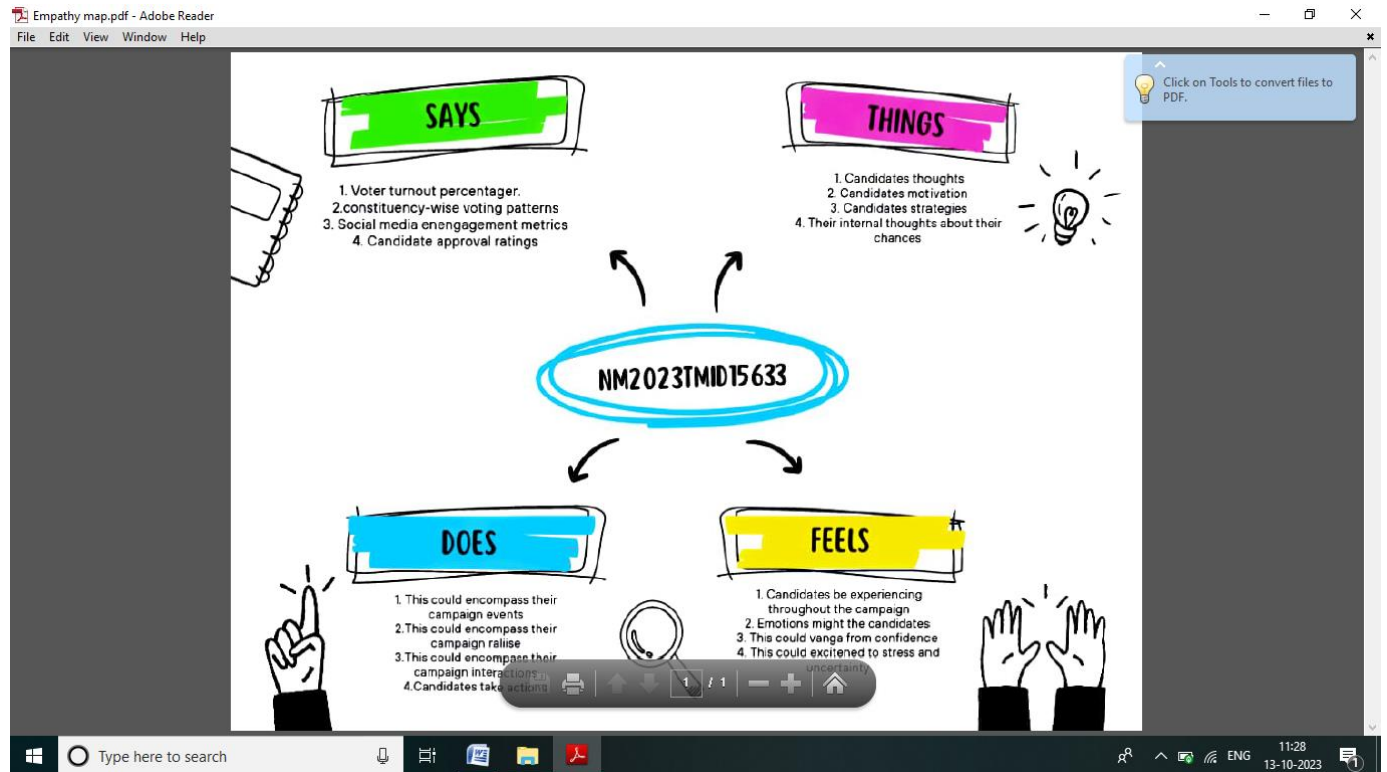 Empathy map.pdf - Adobe Reader
File Edit View Window Help
Click on Tools to convert files to
PDF.
SAYS
1. Voter turnout percentager.
2.constituency-wise voting patterns
3. Social media enengagement metrics
4. Candidate approval ratings
THINGS
1. Candidates thoughts
2. Candidates motivation
3. Candidates strategies
4. Their internal thoughts about their
chances
NM2023TMID15633
DOES
1. This could encompass their
campaign events
2.This could encompass their
campaign raliise
3.This could encompass their
campaign interactions
4.Candidates take actions
FEELS
1. Candidates be experiencing
throughout the campaign
2. Emotions might the candidates
3. This could vanga from confidence
4. This could excitened to stress and
uncertainty
1 / 1
Type here to search
ENG
11:28
13-10-2023
1